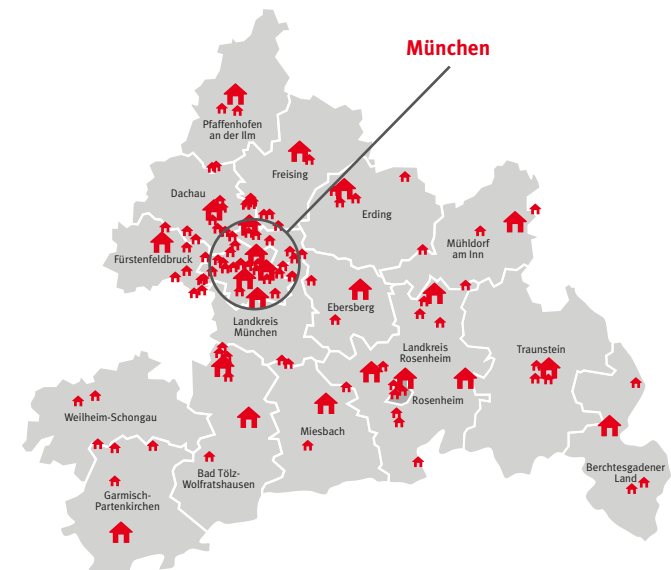 München
Pfaffenhofen
an der Ilm
Freising
Dachau
Erding
Mühldorf
am Inn
Fürstenfeldbruck
Ebersberg
Landkreis
München
Landkreis
Rosenheim
Traunstein
Rosenheim
Weilheim-Schongau
Miesbach
Bad Tölz-
Wolfratshausen
Berchtesgadener
Land
Garmisch-
Partenkirchen